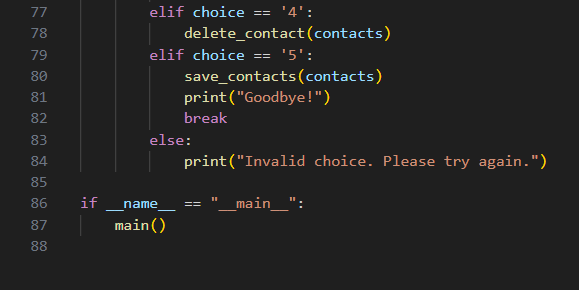 77 elif choice == '4':
78 delete_contact(contacts)
79 elif choice == '5':
80 save_contacts(contacts)
81 print("Goodbye!")
82 break
83 else:
84 print("Invalid choice. Please try again.")
85
86 if __name__ == "__main__":
87 main()
88